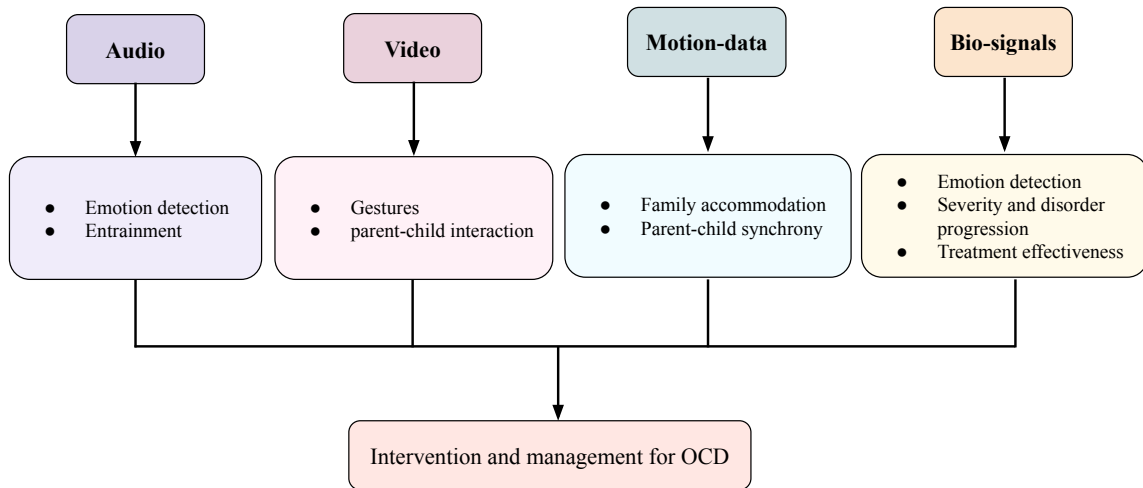 Audio
Video
Motion-data
Bio-signals
● Emotion detection
● Entrainment
● Gestures
● parent-child interaction
● Family accommodation
● Parent-child synchrony
● Emotion detection
● Severity and disorder
progression
● Treatment effectiveness
Intervention and management for OCD